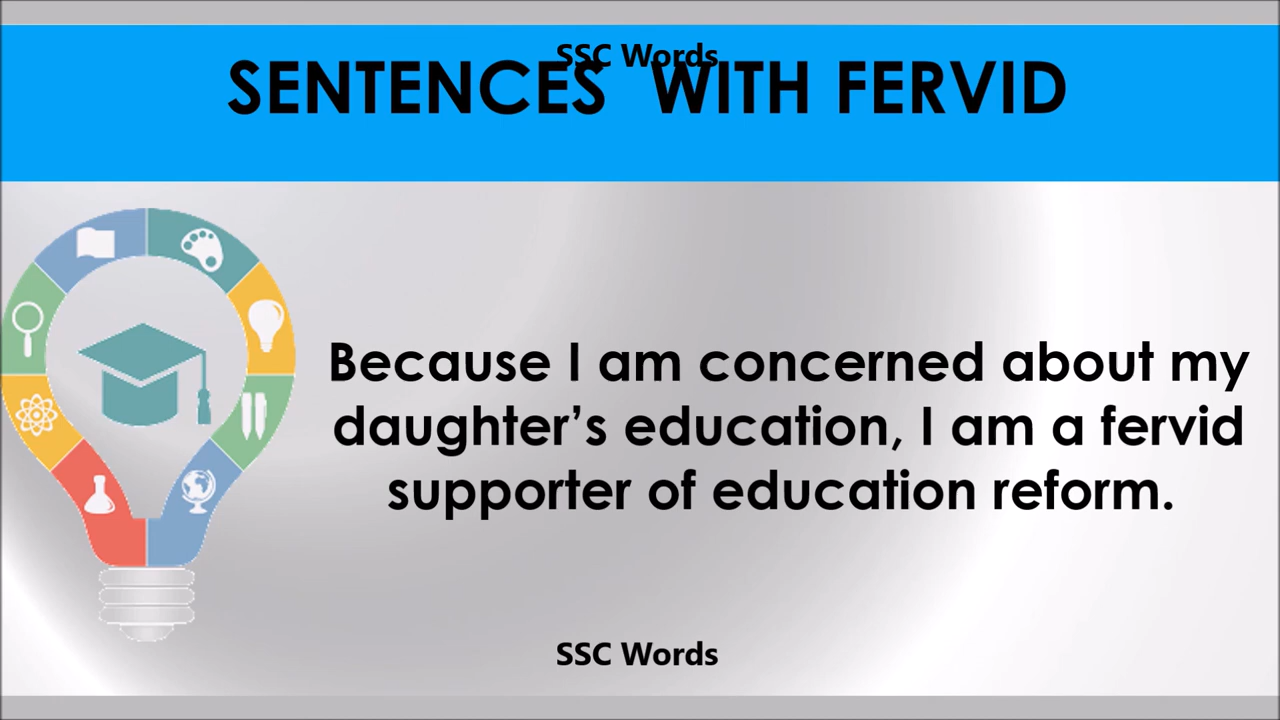 SSC Words
SENTENCES WITH FERVID
Because I am concerned about my
daughter’s education, I am a fervid
supporter of education reform.
SSC Words